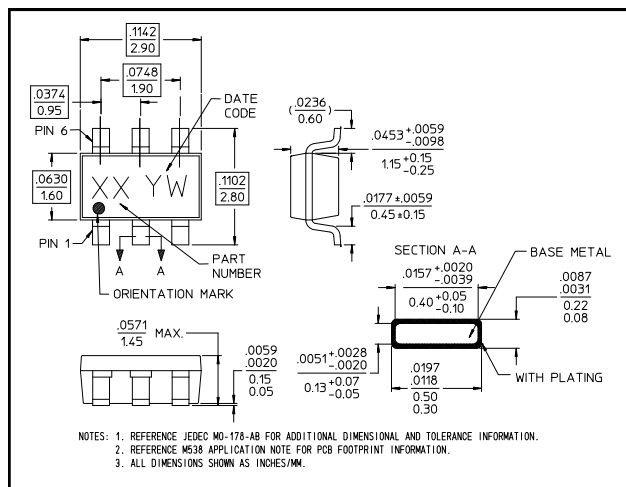 .1142
2.90
.0748
1.90
.0374
0.95
DATE
CODE
PIN 6
XX YW
.0630
1.60
.1102
2.80
PIN 1
A A
PART
NUMBER
ORIENTATION MARK
(.0236
0.60)
.0453 +.0059
-.0098
1.15 +0.15
-0.25
.0177 ±.0059
0.45 ±0.15
SECTION A-A
BASE METAL
.0157 +.0020
-.0039
0.40 +0.05
-0.10
.0087
.0031
0.22
0.08
.0051 +.0028
-.0020
0.13 +0.07
-0.05
.0197
.0118
0.50
0.30
WITH PLATING
.0571
1.45 MAX.
.0059
.0020
0.15
0.05
NOTES: 1. REFERENCE JEDEC MO-178-AB FOR ADDITIONAL DIMENSIONAL AND TOLERANCE INFORMATION.
2. REFERENCE M538 APPLICATION NOTE FOR PCB FOOTPRINT INFORMATION.
3. ALL DIMENSIONS SHOWN AS INCHES/MM.